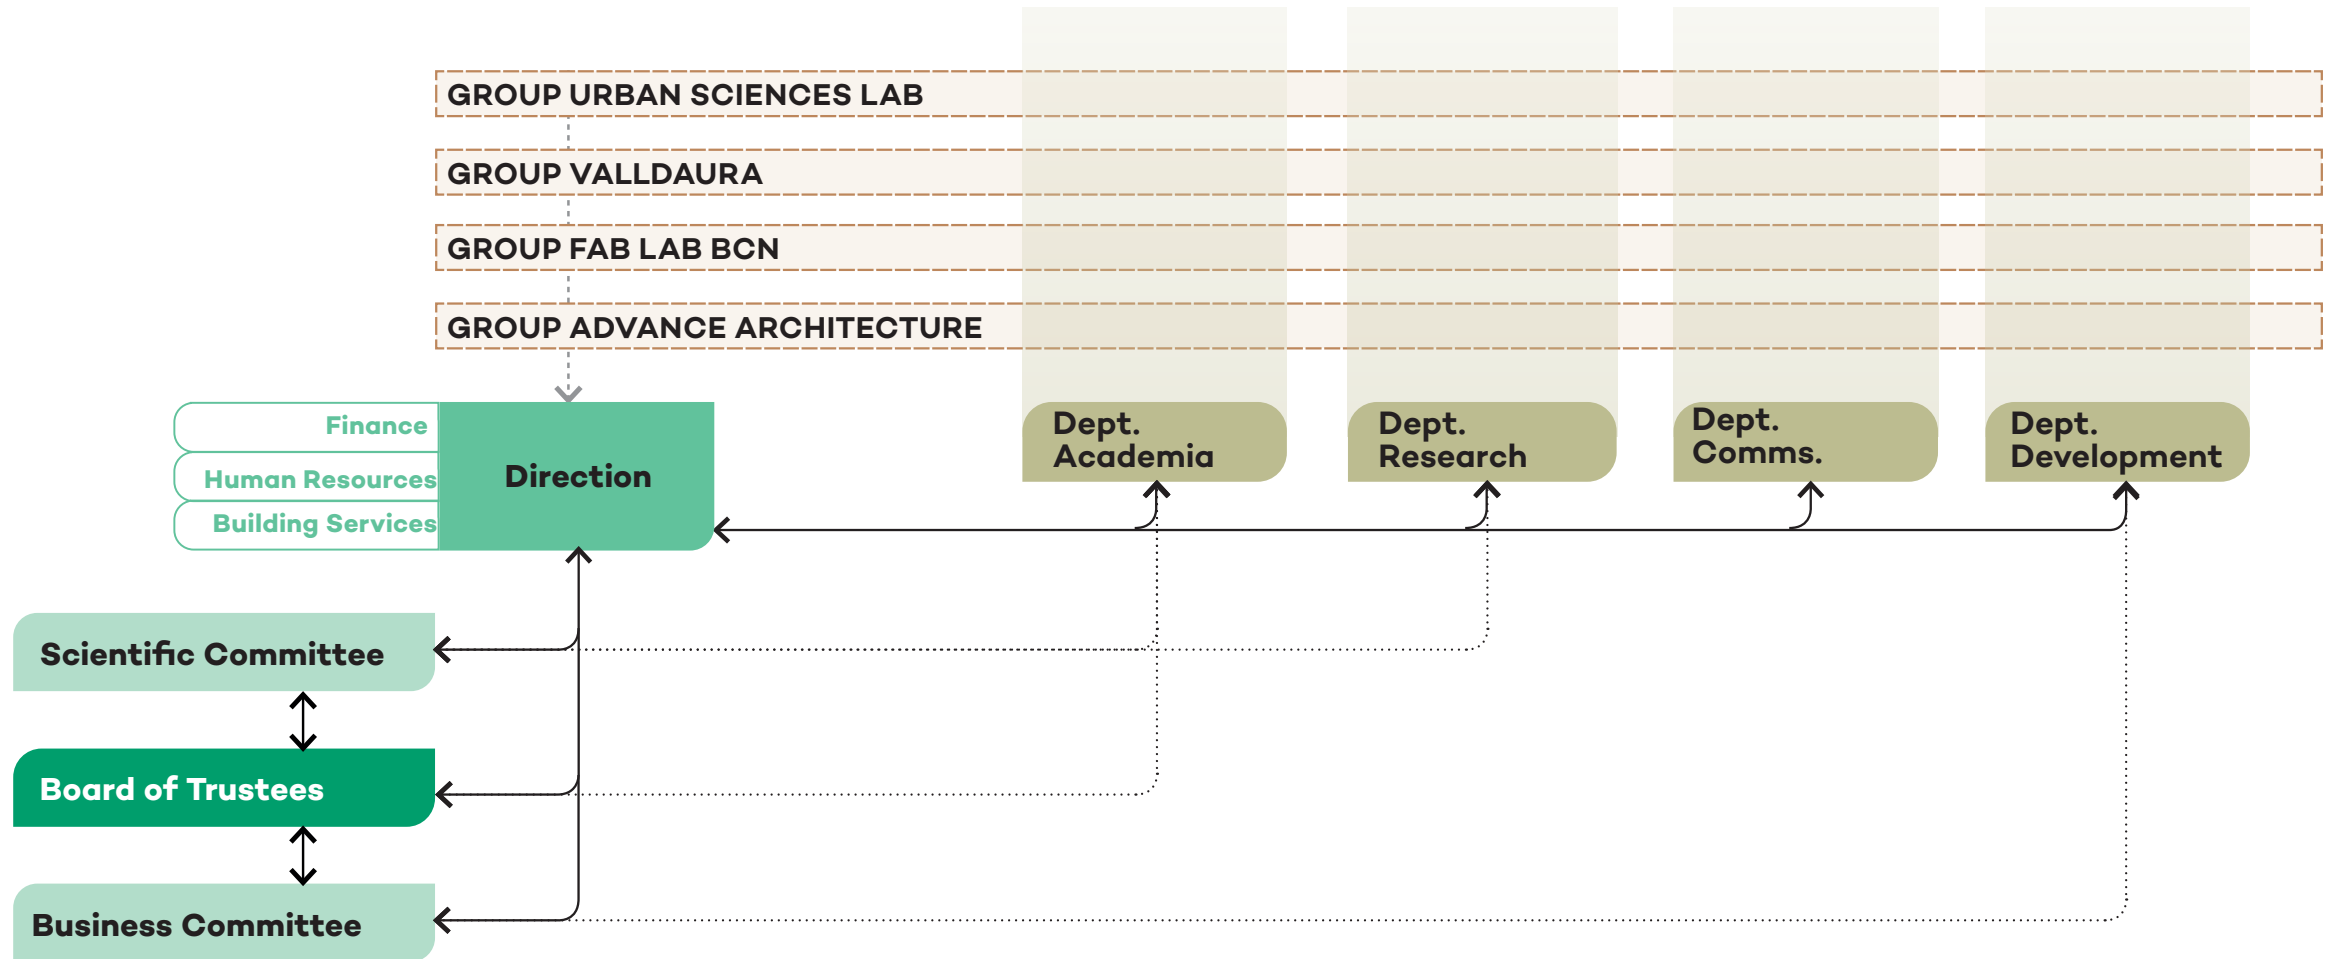 GROUP URBAN SCIENCES LAB
GROUP VALLDAURA
GROUP FAB LAB BCN
GROUP ADVANCE ARCHITECTURE
Finance
Human Resources
Building Services
Direction
Dept.
Academia
Dept.
Research
Dept.
Comms.
Dept.
Development
Scientific Committee
Board of Trustees
Business Committee